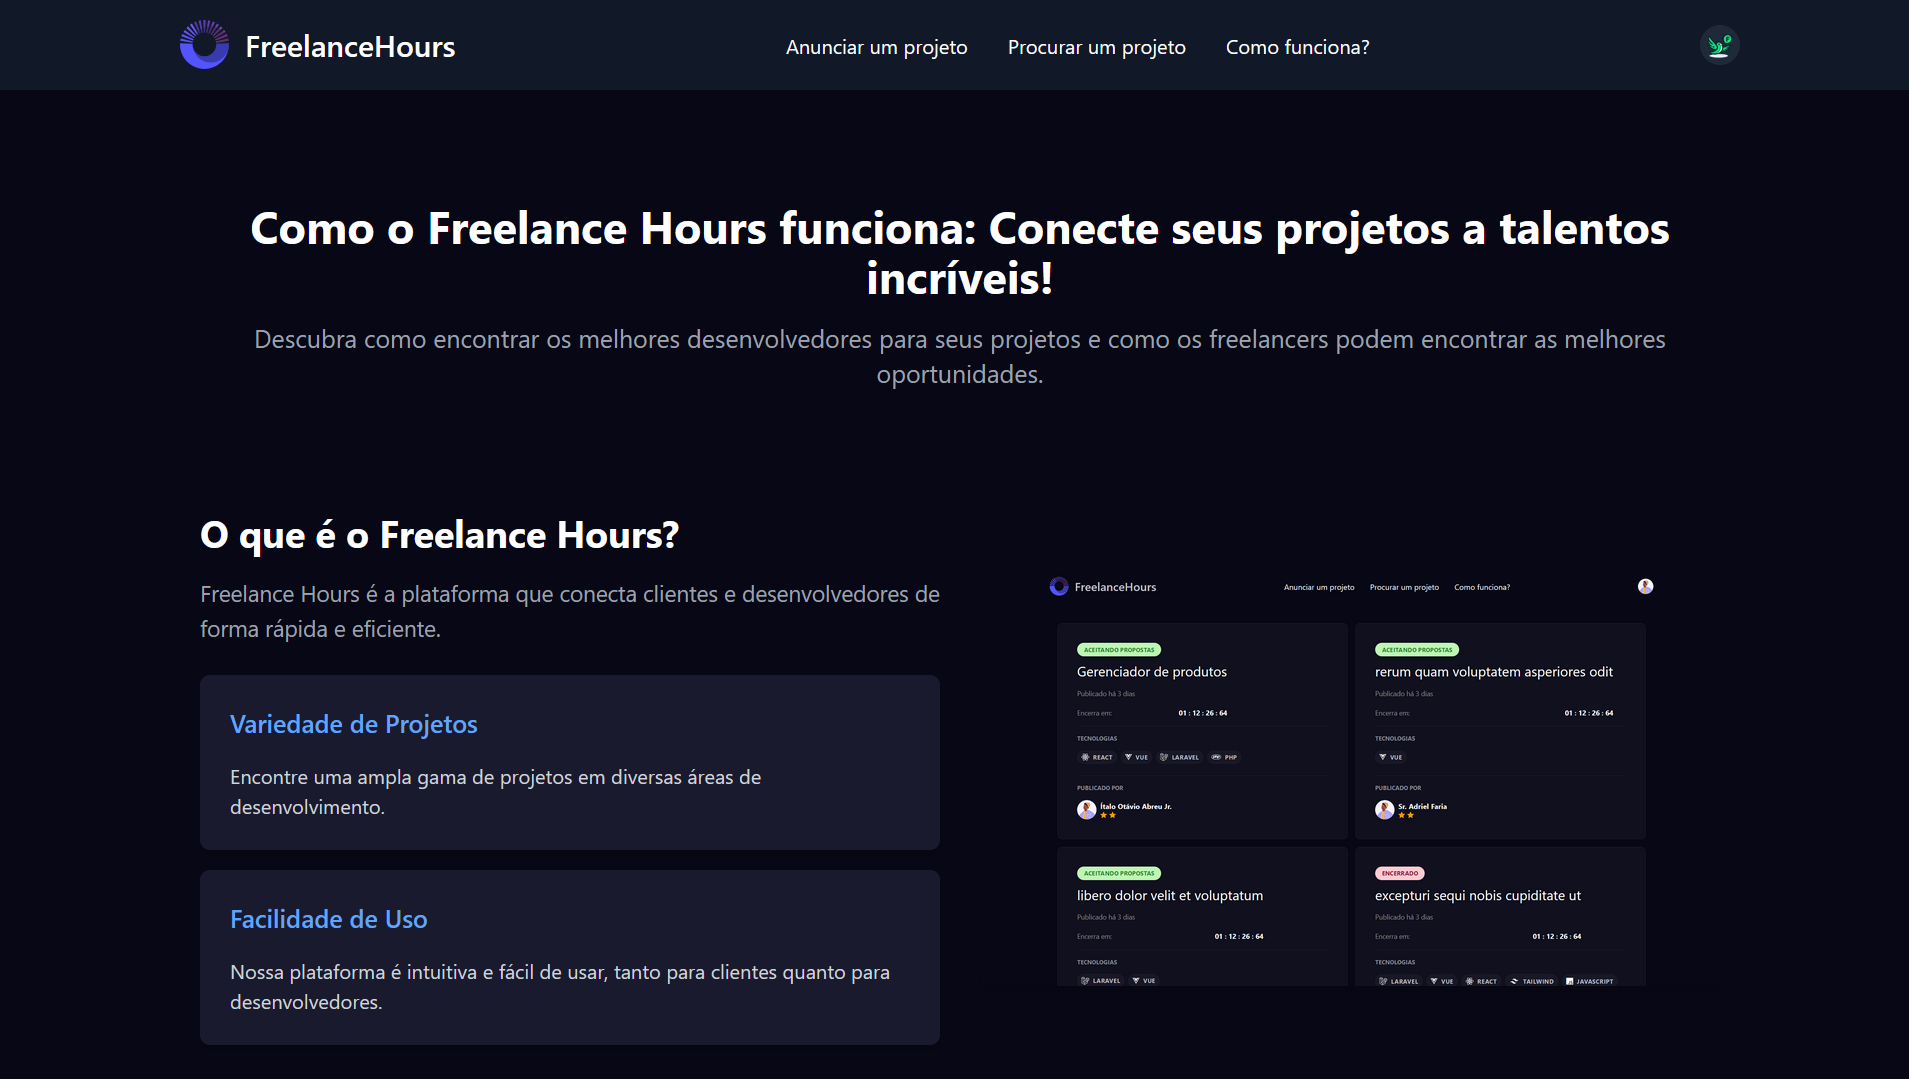 FreelanceHours
Anunciar um projeto
Procurar um projeto
Como funciona?
Como o Freelance Hours funciona: Conecte seus projetos a talentos
incríveis!
Descubra como encontrar os melhores desenvolvedores para seus projetos e como os freelancers podem encontrar as melhores
oportunidades.
O que é o Freelance Hours?
Freelance Hours é a plataforma que conecta clientes e desenvolvedores de
forma rápida e eficiente.
Variedade de Projetos
Encontre uma ampla gama de projetos em diversas áreas de
desenvolvimento.
Facilidade de Uso
Nossa plataforma é intuitiva e fácil de usar, tanto para clientes quanto para
desenvolvedores.
FreelanceHours
Anunciar um projeto
Procurar um projeto
Como funciona?
ACEITANDO PROPOSTAS
Gerenciador de produtos
Publicado há 3 dias
Encerra em: 01 : 12 : 26 : 64
TECNOLOGIAS
REACT VUE LARAVEL PHP
PUBLICADO POR
Ítalo Otávio Abreu Jr.
ACEITANDO PROPOSTAS
rerum quam voluptatem asperiores odit
Publicado há 3 dias
Encerra em: 01 : 12 : 26 : 64
TECNOLOGIAS
VUE
PUBLICADO POR
Sr. Adriel Faria
ACEITANDO PROPOSTAS
libero dolor velit et voluptatum
Publicado há 3 dias
Encerra em: 01 : 12 : 26 : 64
TECNOLOGIAS
LARAVEL VUE
ENCERRADO
excepturi sequi nobis cupiditate ut
Publicado há 3 dias
Encerra em: 01 : 12 : 26 : 64
TECNOLOGIAS
LARAVEL VUE REACT TAILWIND JAVASCRIPT